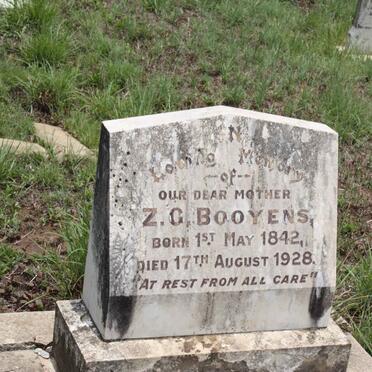 IN
Loving Memory
of
OUR DEAR MOTHER
Z.G. BOOYENS,
BORN 1ST MAY 1842,
DIED 17TH AUGUST 1928.
"AT REST FROM ALL CARE"